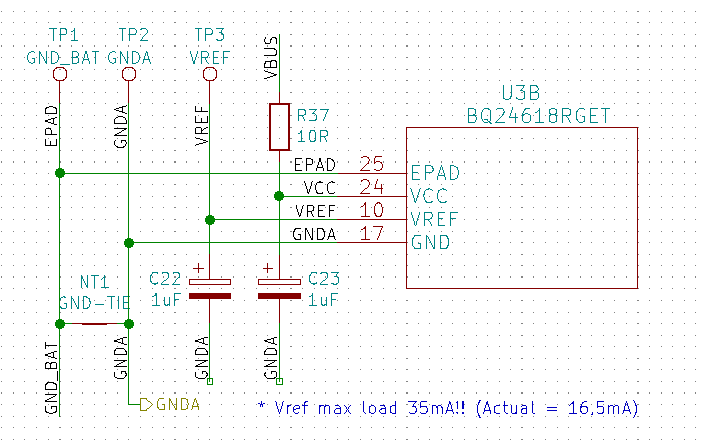 TP1 TP2 TP3
GND_BAT GNDA VREF
VBUS
EPAD
GNDA
VREF
R37
10R
U3B
BQ24618RGET
EPAD 25 EPAD
VCC 24 VCC
VREF 10 VREF
GNDA 17 GND
NT1
GND-TIE
C22
1uF
+
C23
1uF
+
GND_BAT
GNDA
GNDA
GNDA
GNDA
* Vref max load 35mA!! (Actual = 16,5mA)